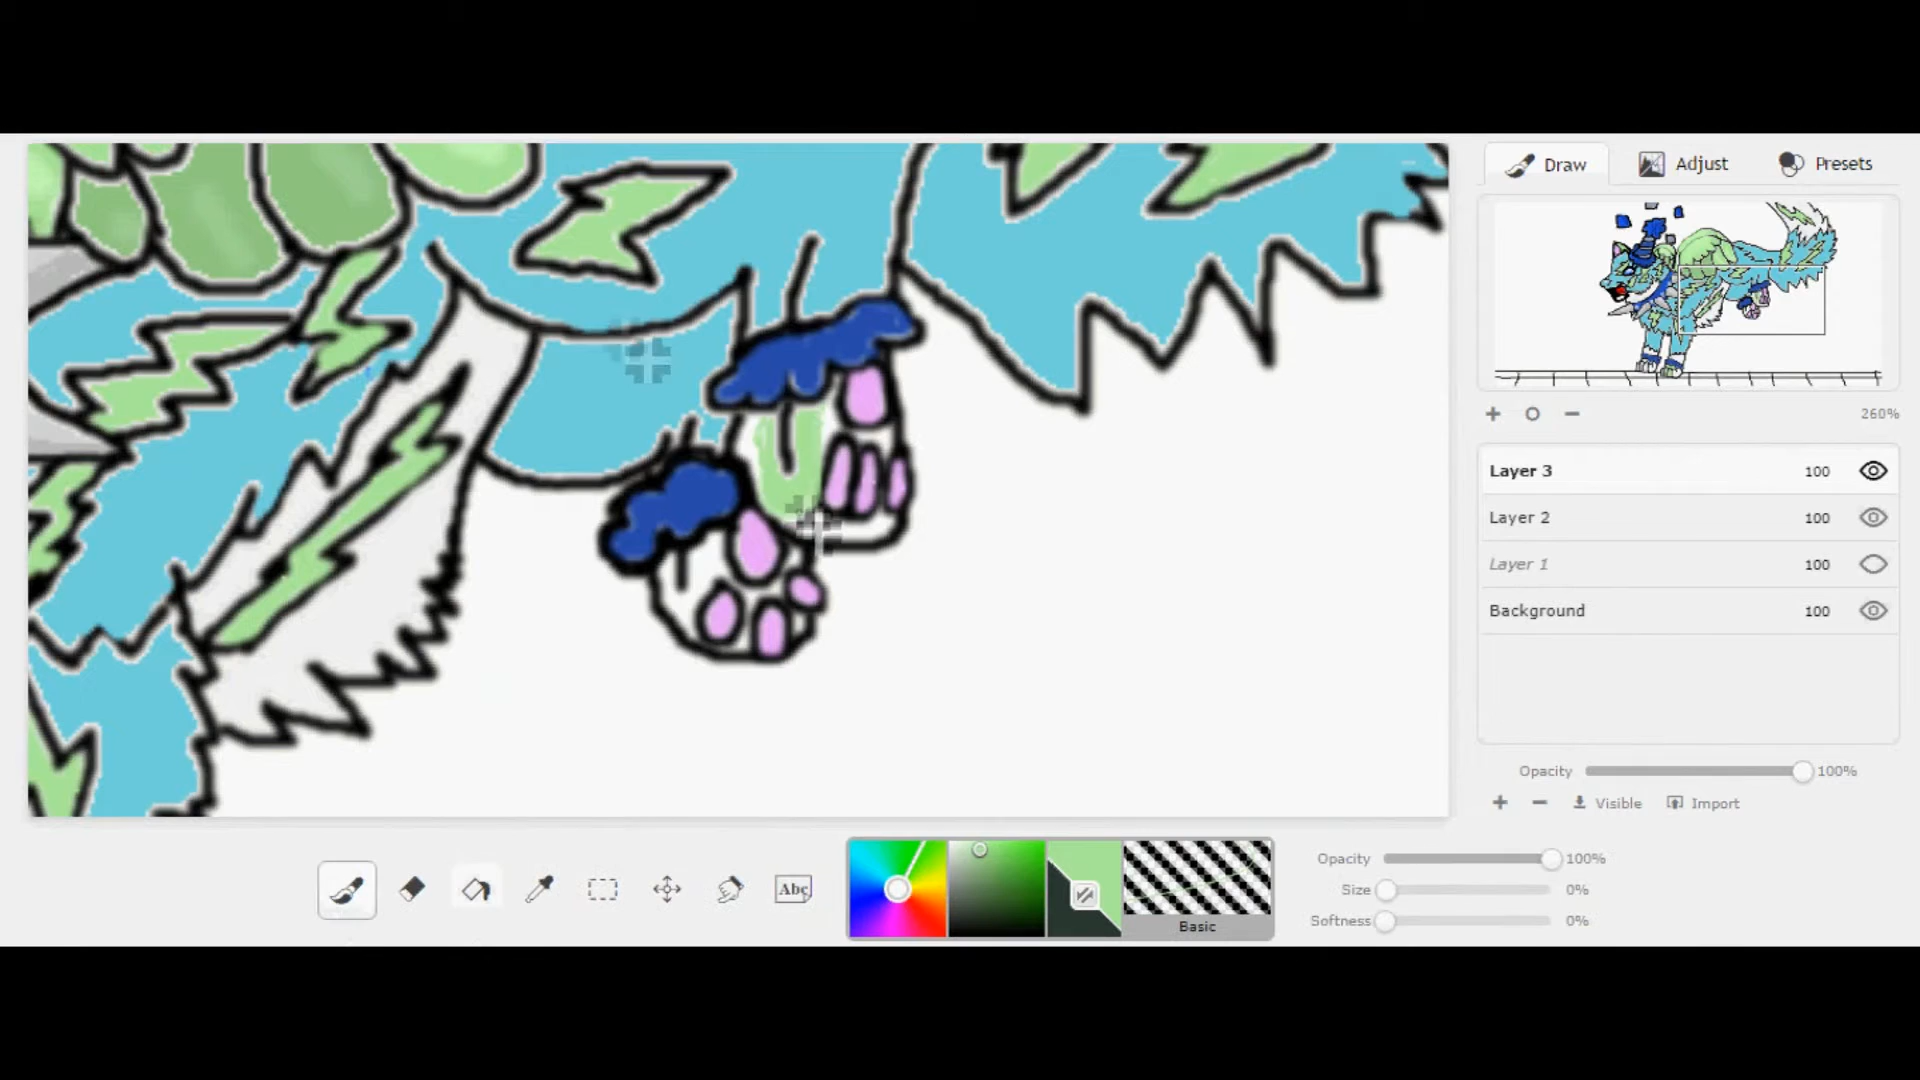 Draw
Adjust
Presets
260%
Layer 3 100
Layer 2 100
Layer 1 100
Background 100
Opacity 100%
Visible
Import
Abc
Basic
Opacity 100%
Size 0%
Softness 0%